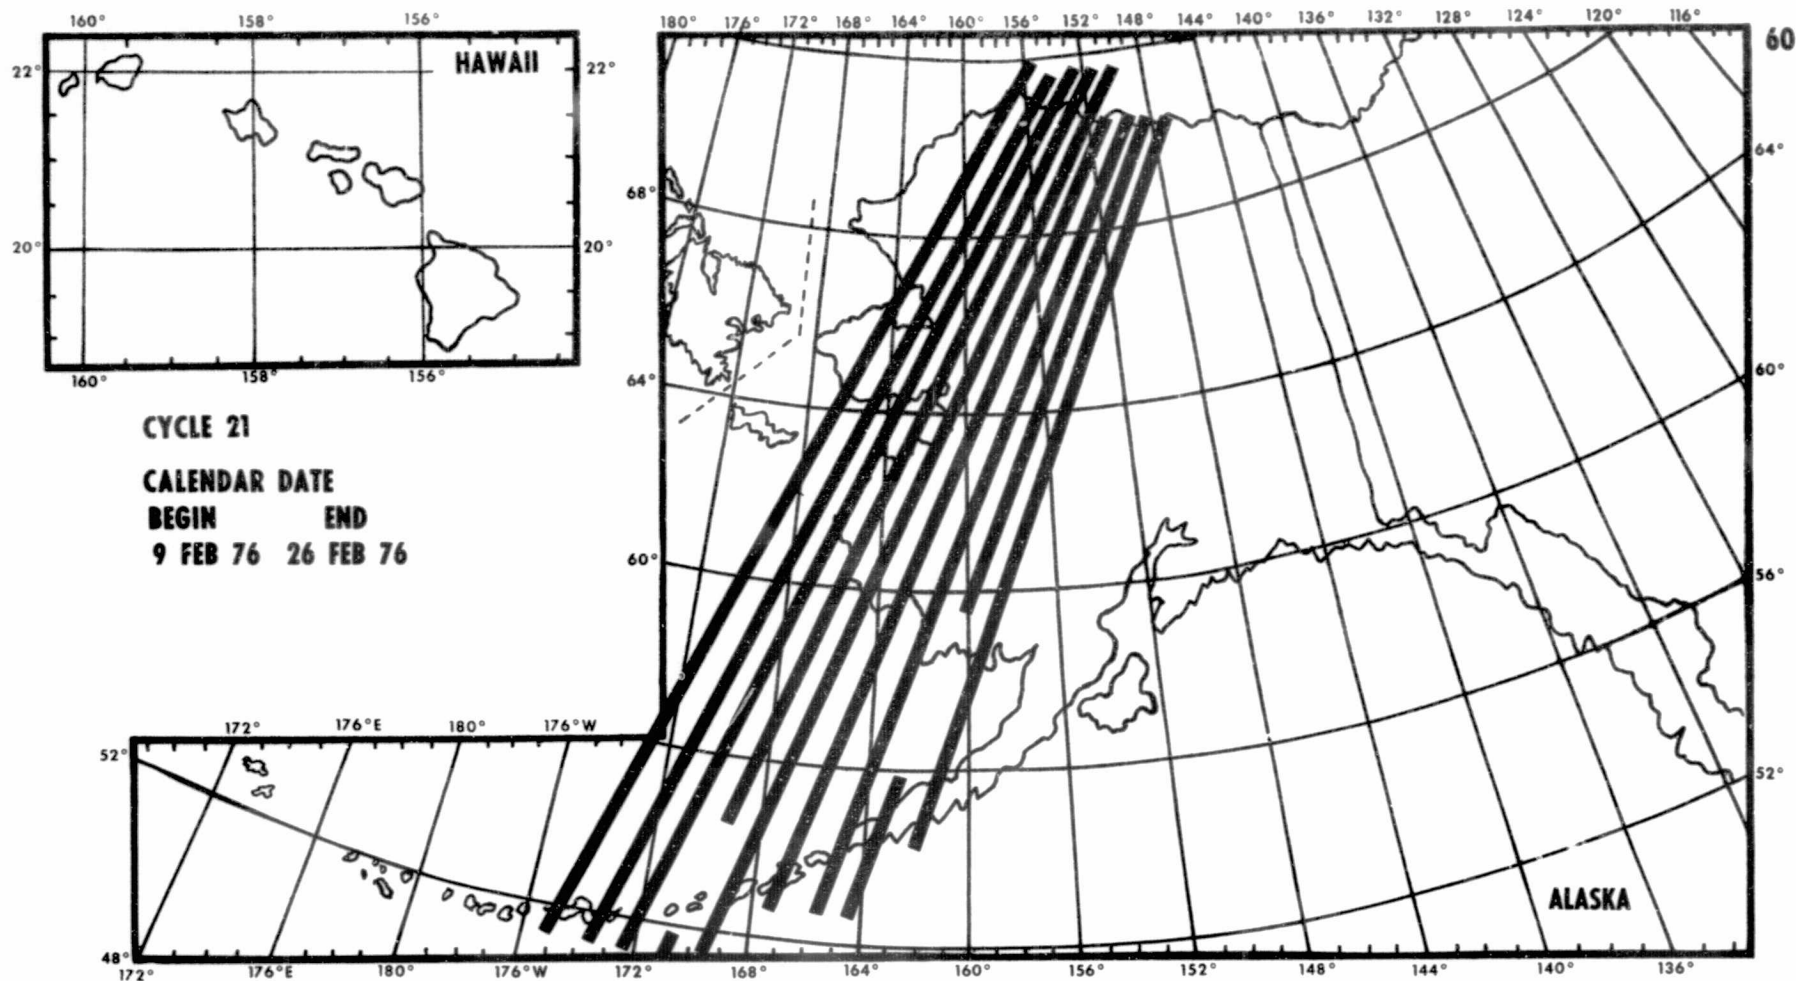 160° 158° 156°
HAWAII
22° 22°
20° 20°
160° 158° 156°
CYCLE 21
CALENDAR DATE
BEGIN END
9 FEB 76 26 FEB 76
180° 176° 172° 168° 164° 160° 156° 152° 148° 144° 140° 136° 132° 128° 124° 120° 116°
60
68° 64°
64° 60°
60° 56°
172° 176°E 180° 176°W
52° 52°
ALASKA
48°
172° 176°E 180° 176°W 172° 168° 164° 160° 156° 152° 148° 144° 140° 136°